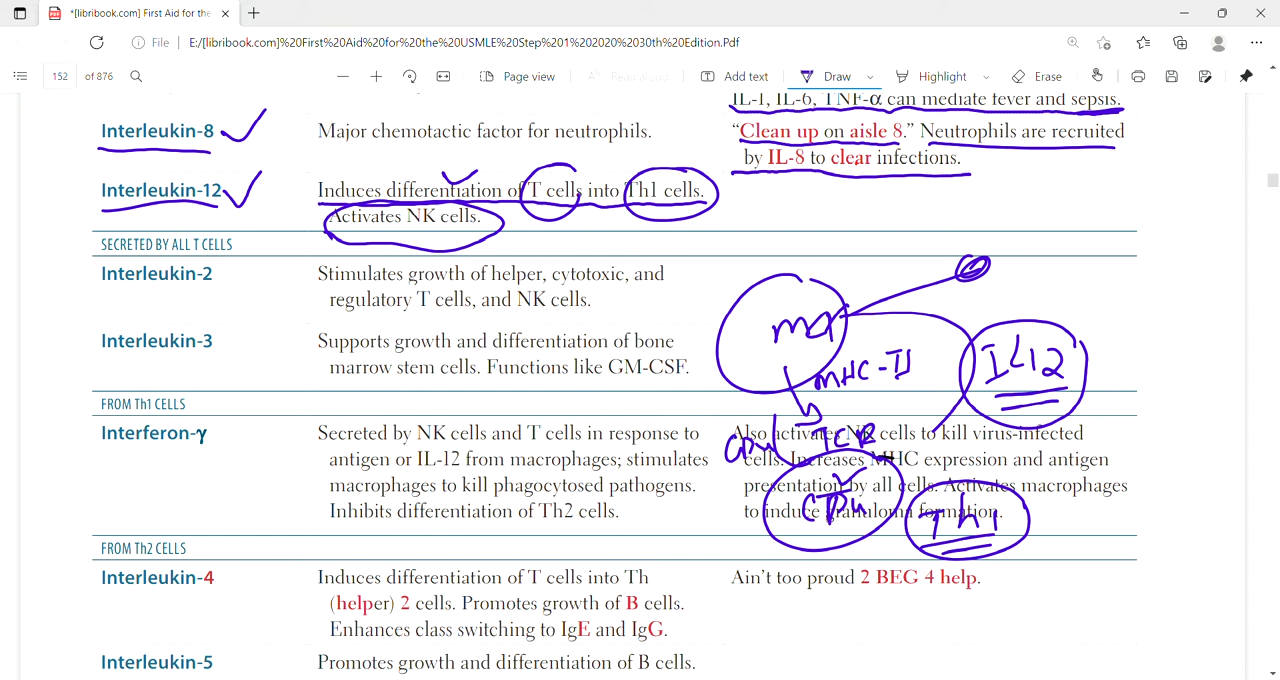 *[libribook.com] First Aid for the
File E:/[libribook.com]%20First%20Aid%20for%20the%20USMLE%20Step%201%202020%2030th%20Edition.Pdf
152 of 876 Page view Read aloud Add text Draw Highlight Erase
IL-1, IL-6, TNF-α can mediate fever and sepsis.
Interleukin-8 Major chemotactic factor for neutrophils. “Clean up on aisle 8.” Neutrophils are recruited
by IL-8 to clear infections.
Interleukin-12 Induces differentiation of T cells into Th1 cells.
Activates NK cells.
SECRETED BY ALL T CELLS
Interleukin-2 Stimulates growth of helper, cytotoxic, and
regulatory T cells, and NK cells.
Interleukin-3 Supports growth and differentiation of bone
marrow stem cells. Functions like GM-CSF.
MHC-II
IL12
FROM Th1 CELLS
Interferon-γ Secreted by NK cells and T cells in response to
antigen or IL-12 from macrophages; stimulates
macrophages to kill phagocytosed pathogens.
Inhibits differentiation of Th2 cells.
Also activates NK cells to kill virus-infected
cells. Increases MHC expression and antigen
presentation by all cells. Activates macrophages
to induce granuloma formation.
TCR
Th1
FROM Th2 CELLS
Interleukin-4 Induces differentiation of T cells into Th
(helper) 2 cells. Promotes growth of B cells.
Enhances class switching to IgE and IgG.
Ain’t too proud 2 BEG 4 help.
Interleukin-5 Promotes growth and differentiation of B cells.